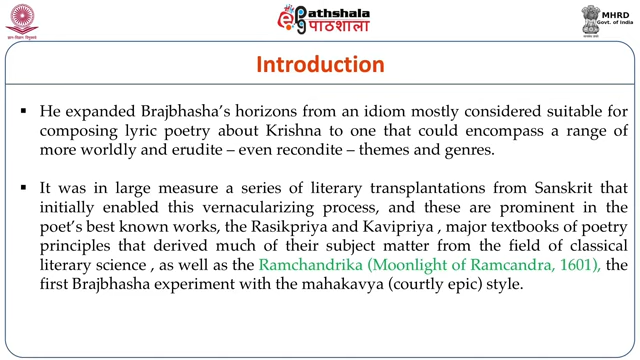 Pathshala
पाठशाला
MHRD
Govt. of India
Introduction
▪ He expanded Brajbhasha's horizons from an idiom mostly considered suitable for
composing lyric poetry about Krishna to one that could encompass a range of
more worldly and erudite – even recondite – themes and genres.
▪ It was in large measure a series of literary transplantations from Sanskrit that
initially enabled this vernacularizing process, and these are prominent in the
poet's best known works, the Rasikpriya and Kavipriya , major textbooks of poetry
principles that derived much of their subject matter from the field of classical
literary science , as well as the Ramchandrika (Moonlight of Ramcandra, 1601), the
first Brajbhasha experiment with the mahakavya (courtly epic) style.